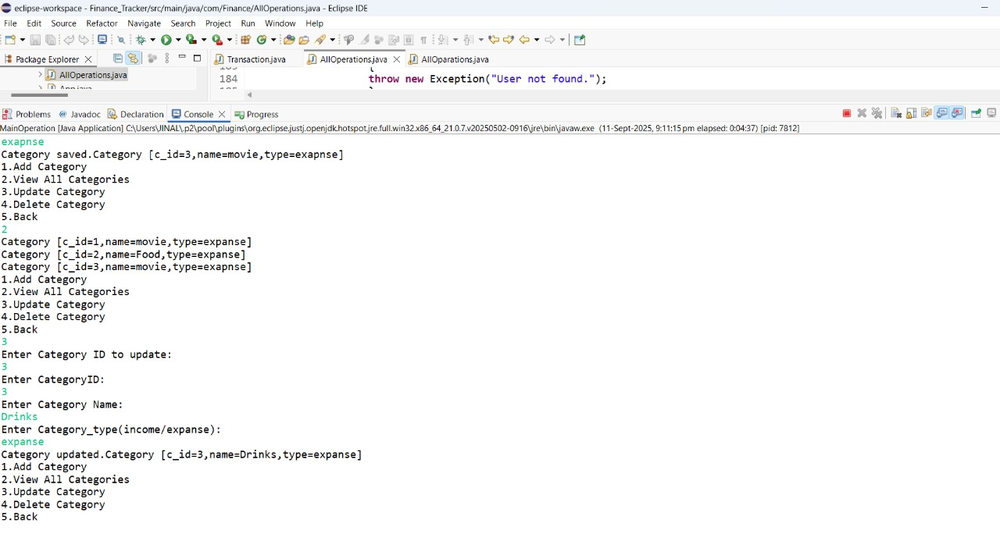 eclipse-workspace - Finance_Tracker/src/main/java/com/Finance/AllOperations.java - Eclipse IDE
File Edit Source Refactor Navigate Search Project Run Window Help
Package Explorer
Transaction.java AllOperations.java AllOparations.java
AllOperations.java
184 throw new Exception("User not found.");
Problems Javadoc Declaration Console Progress
MainOperation [Java Application] C:\Users\JINAL\.p2\pool\plugins\org.eclipse.justj.openjdk.hotspot.jre.full.win32.x86_64_21.0.7.v20250502-0916\jre\bin\javaw.exe (11-Sept-2025, 9:11:15 pm elapsed: 0:04:37) [pid: 7812]
exapnse
Category saved.Category [c_id=3,name=movie,type=exapnse]
1.Add Category
2.View All Categories
3.Update Category
4.Delete Category
5.Back
2
Category [c_id=1,name=movie,type=expanse]
Category [c_id=2,name=Food,type=expanse]
Category [c_id=3,name=movie,type=exapnse]
1.Add Category
2.View All Categories
3.Update Category
4.Delete Category
5.Back
3
Enter Category ID to update:
3
Enter CategoryID:
3
Enter Category Name:
Drinks
Enter Category_type(income/expanse):
expanse
Category updated.Category [c_id=3,name=Drinks,type=expanse]
1.Add Category
2.View All Categories
3.Update Category
4.Delete Category
5.Back